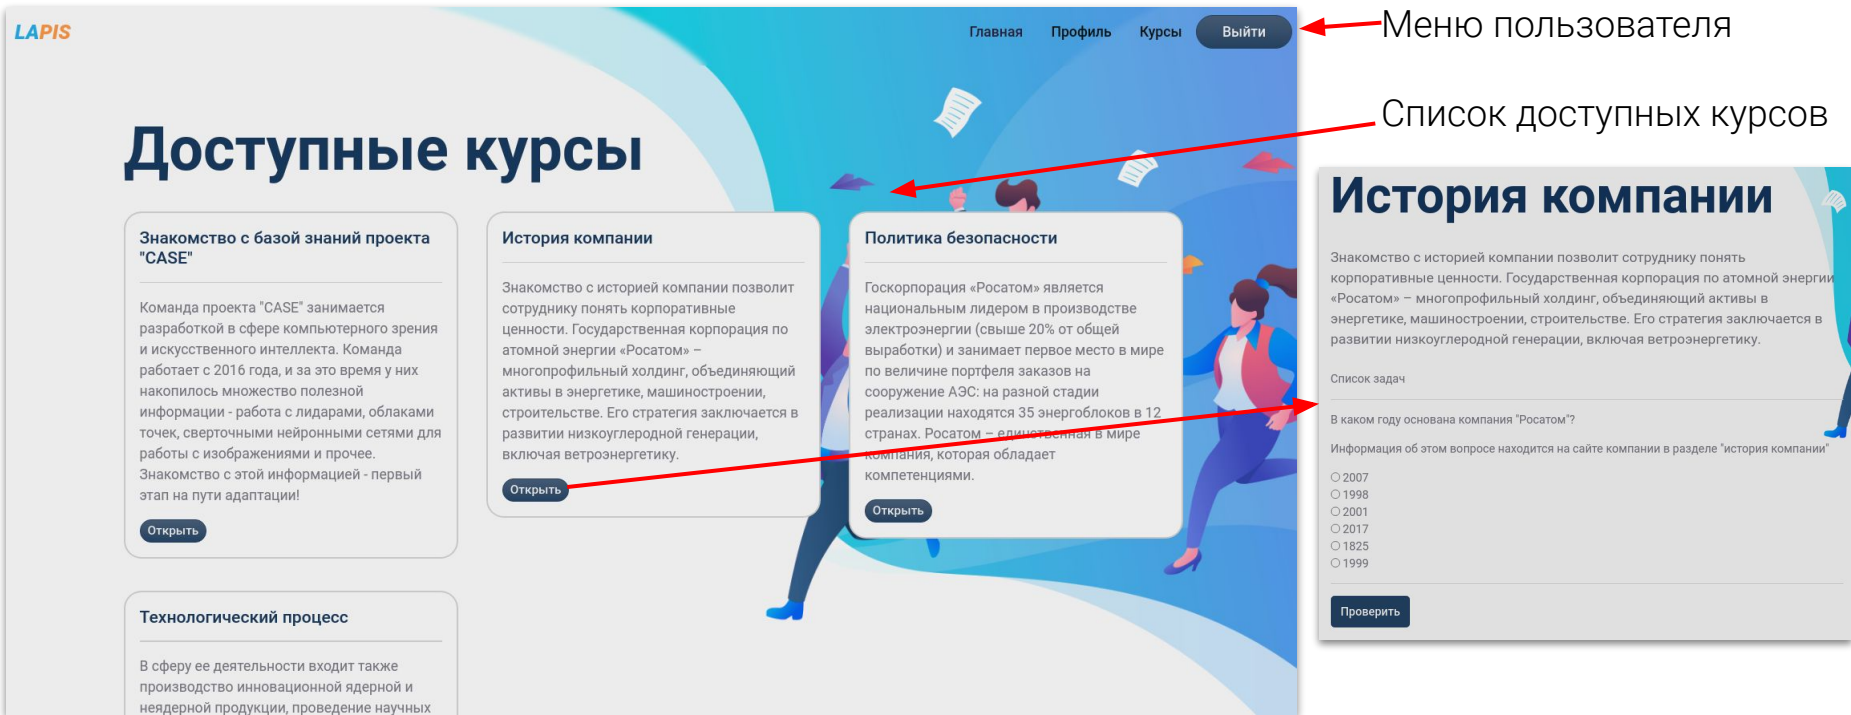 LAPIS
Главная Профиль Курсы Выйти
Меню пользователя
Список доступных курсов
Доступные курсы
Знакомство с базой знаний проекта
"CASE"
Команда проекта "CASE" занимается
разработкой в сфере компьютерного зрения
и искусственного интеллекта. Команда
работает с 2016 года, и за это время у них
накопилось множество полезной
информации - работа с лидарами, облаками
точек, сверточными нейронными сетями для
работы с изображениями и прочее.
Знакомство с этой информацией - первый
этап на пути адаптации!
Открыть
История компании
Знакомство с историей компании позволит
сотруднику понять корпоративные
ценности. Государственная корпорация по
атомной энергии «Росатом» –
многопрофильный холдинг, объединяющий
активы в энергетике, машиностроении,
строительстве. Его стратегия заключается в
развитии низкоуглеродной генерации,
включая ветроэнергетику.
Открыть
Политика безопасности
Госкорпорация «Росатом» является
национальным лидером в производстве
электроэнергии (свыше 20% от общей
выработки) и занимает первое место в мире
по величине портфеля заказов на
сооружение АЭС: на разной стадии
реализации находятся 35 энергоблоков в 12
странах. Росатом – единственная в мире
компания, которая обладает
компетенциями.
Открыть
Технологический процесс
В сферу ее деятельности входит также
производство инновационной ядерной и
неядерной продукции, проведение научных
История компании
Знакомство с историей компании позволит сотруднику понять
корпоративные ценности. Государственная корпорация по атомной энергии
«Росатом» – многопрофильный холдинг, объединяющий активы в
энергетике, машиностроении, строительстве. Его стратегия заключается в
развитии низкоуглеродной генерации, включая ветроэнергетику.
Список задач
В каком году основана компания "Росатом"?
Информация об этом вопросе находится на сайте компании в разделе "история компании"
2007
1998
2001
2017
1825
1999
Проверить